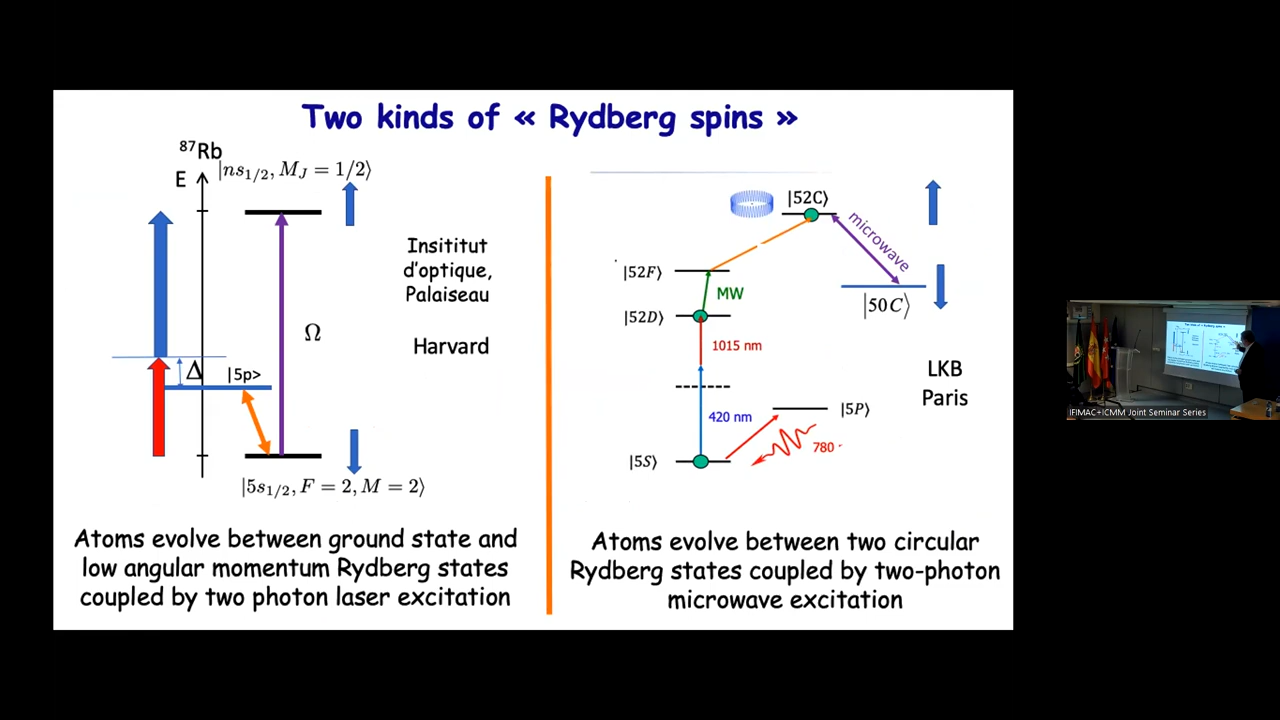 Two kinds of « Rydberg spins »
⁸⁷Rb
E
|ns₁/₂, M_J = 1/2⟩
Insititut
d'optique,
Palaiseau
Harvard
Ω
Δ
|5p>
|5s₁/₂, F = 2, M = 2⟩
Atoms evolve between ground state and
low angular momentum Rydberg states
coupled by two photon laser excitation
|52C⟩
microwave
|52F⟩
MW
|50C⟩
|52D⟩
1015 nm
LKB
Paris
420 nm
|5P⟩
780
|5S⟩
Atoms evolve between two circular
Rydberg states coupled by two-photon
microwave excitation
IFIMAC+ICMM Joint Seminar Series